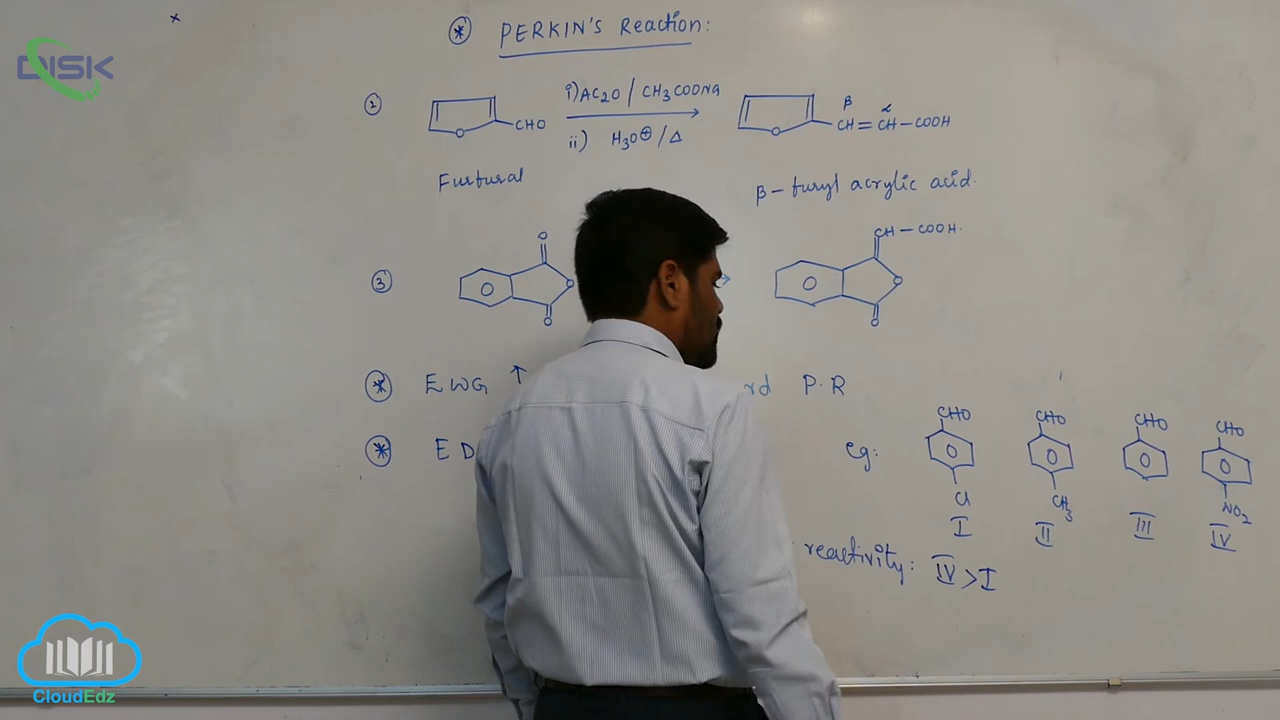 DISK
* PERKIN'S Reaction:
2
i) AC2O / CH3COONa
ii) H3O⊕ / Δ
O CHO
O β α CH=CH-COOH
Furfural
β-furyl acrylic acid.
3
O O O
CH-COOH.
O O
* EWG ↑ rd P.R
* ED
eg:
CHO CHO CHO CHO
Cl CH3 NO2
I II III IV
reactivity: IV > I
CloudEdz